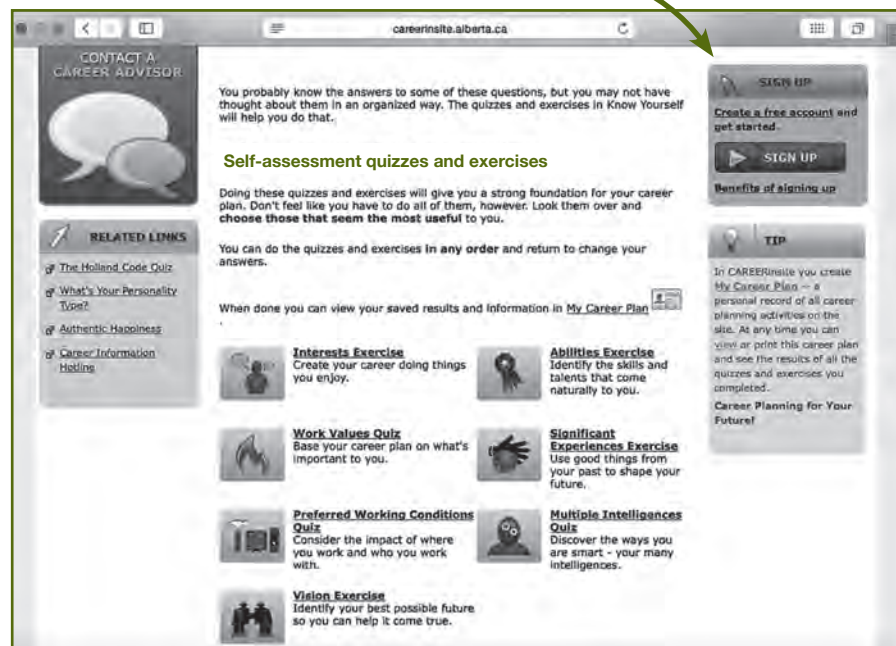 careerinsite.alberta.ca
CONTACT A
CAREER ADVISOR
RELATED LINKS
The Holland Code Quiz
What's Your Personality
Type?
Authentic Happiness
Career Information
Hotline
You probably know the answers to some of these questions, but you may not have
thought about them in an organized way. The quizzes and exercises in Know Yourself
will help you do that.
Self-assessment quizzes and exercises
Doing these quizzes and exercises will give you a strong foundation for your career
plan. Don't feel like you have to do all of them, however. Look them over and
choose those that seem the most useful to you.
You can do the quizzes and exercises in any order and return to change your
answers.
When done you can view your saved results and information in My Career Plan
.
Interests Exercise
Create your career doing things
you enjoy.
Abilities Exercise
Identify the skills and
talents that come
naturally to you.
Work Values Quiz
Base your career plan on what's
important to you.
Significant
Experiences Exercise
Use good things from
your past to shape your
future.
Preferred Working Conditions
Quiz
Consider the impact of where
you work and who you work
with.
Multiple Intelligences
Quiz
Discover the ways you
are smart - your many
intelligences.
Vision Exercise
Identify your best possible future
so you can help it come true.
SIGN UP
Create a free account and
get started.
SIGN UP
Benefits of signing up
TIP
In CAREERinsite you create
My Career Plan — a
personal record of all career
planning activities on the
site. At any time you can
view or print this career plan
and see the results of all the
quizzes and exercises you
completed.
Career Planning for Your
Future!